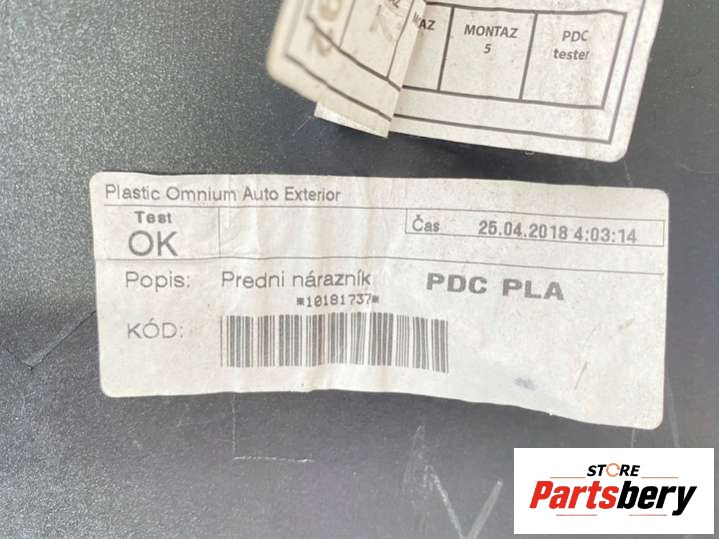 MONTAZ
5
PDC
tester
Plastic Omnium Auto Exterior
Test
OK
Čas 25.04.2018 4:03:14
Popis: Predni nárazník PDC PLA
*10181737*
KÓD:
STORE
Partsbery